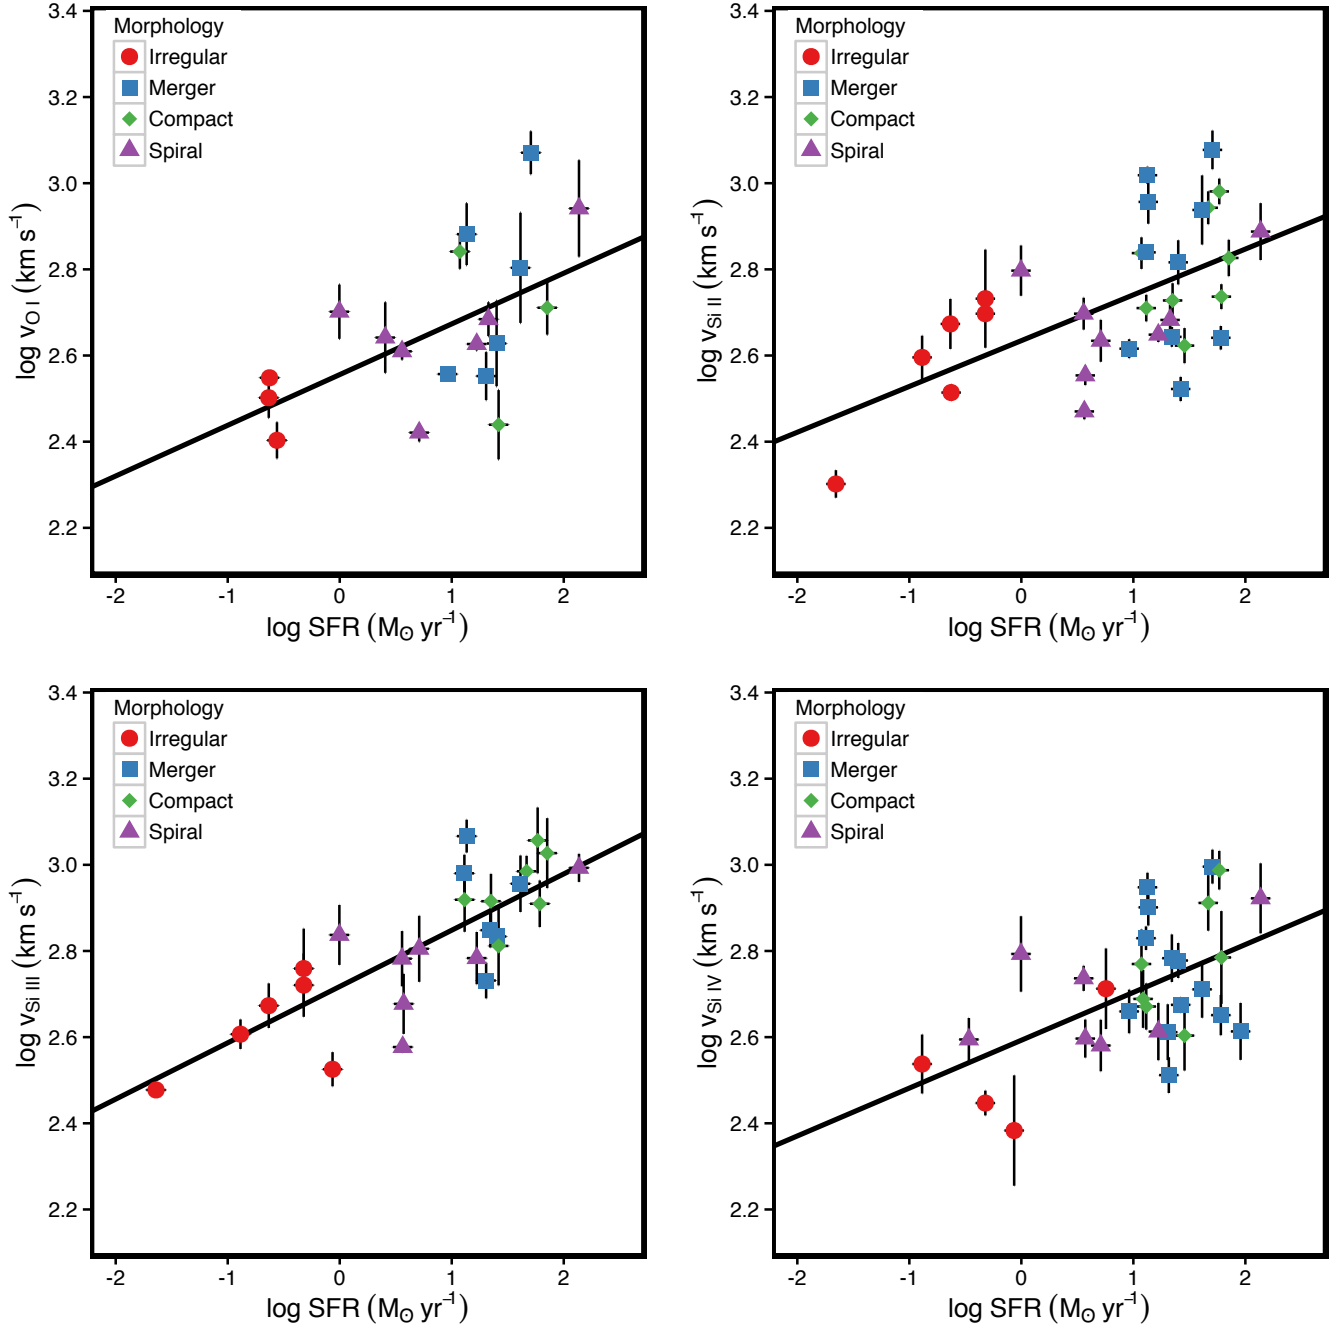 3.4
3.2
3.0
2.8
2.6
2.4
2.2
log v_O I (km s⁻¹)
Morphology
Irregular
Merger
Compact
Spiral
-2 -1 0 1 2
log SFR (M⊙ yr⁻¹)
3.4
3.2
3.0
2.8
2.6
2.4
2.2
log v_Si II (km s⁻¹)
Morphology
Irregular
Merger
Compact
Spiral
-2 -1 0 1 2
log SFR (M⊙ yr⁻¹)
3.4
3.2
3.0
2.8
2.6
2.4
2.2
log v_Si III (km s⁻¹)
Morphology
Irregular
Merger
Compact
Spiral
-2 -1 0 1 2
log SFR (M⊙ yr⁻¹)
3.4
3.2
3.0
2.8
2.6
2.4
2.2
log v_Si IV (km s⁻¹)
Morphology
Irregular
Merger
Compact
Spiral
-2 -1 0 1 2
log SFR (M⊙ yr⁻¹)